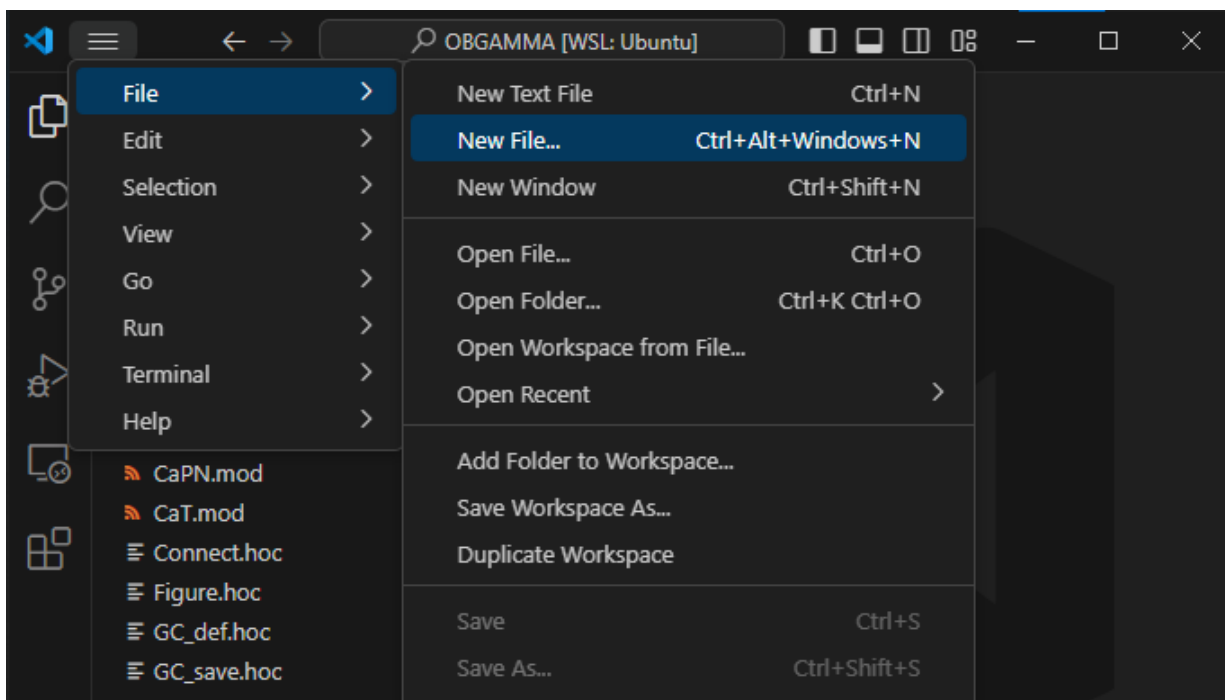 OBGAMMA [WSL: Ubuntu]
File
Edit
Selection
View
Go
Run
Terminal
Help
New Text File Ctrl+N
New File... Ctrl+Alt+Windows+N
New Window Ctrl+Shift+N
Open File... Ctrl+O
Open Folder... Ctrl+K Ctrl+O
Open Workspace from File...
Open Recent
Add Folder to Workspace...
Save Workspace As...
Duplicate Workspace
Save Ctrl+S
Save As... Ctrl+Shift+S
CaPN.mod
CaT.mod
Connect.hoc
Figure.hoc
GC_def.hoc
GC_save.hoc